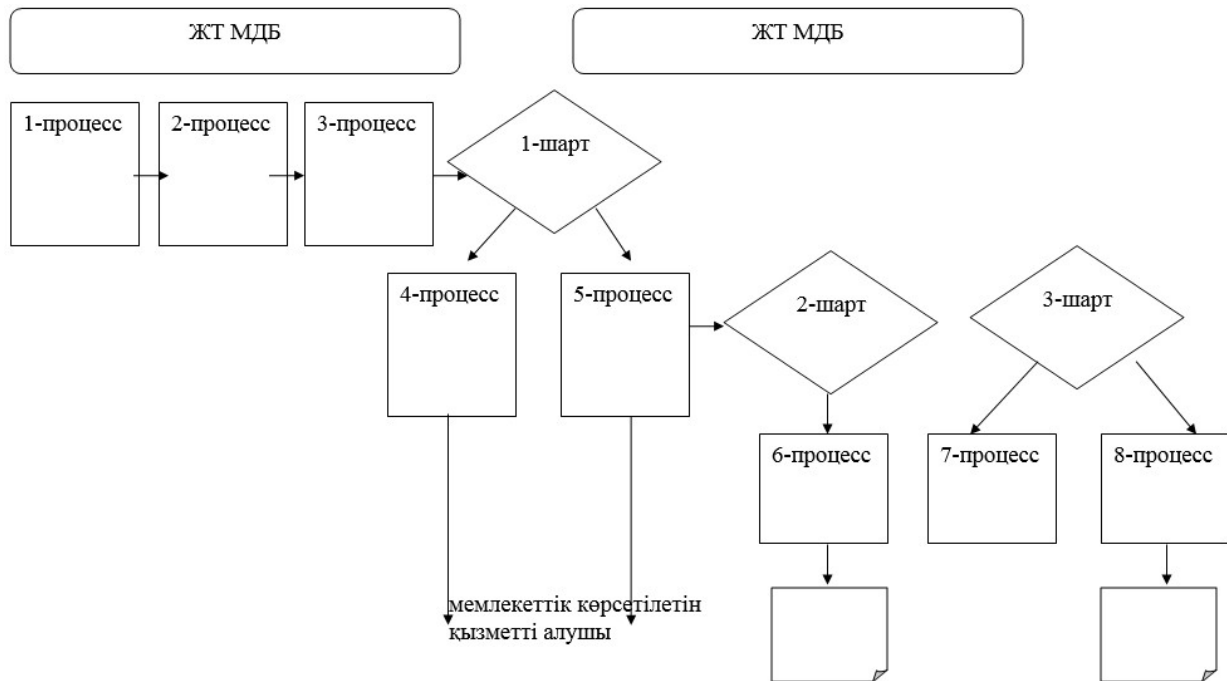 ЖТ МДБ
ЖТ МДБ
1-процесс
2-процесс
3-процесс
1-шарт
4-процесс
5-процесс
2-шарт
3-шарт
6-процесс
7-процесс
8-процесс
мемлекеттік көрсетілетін
қызметті алушы